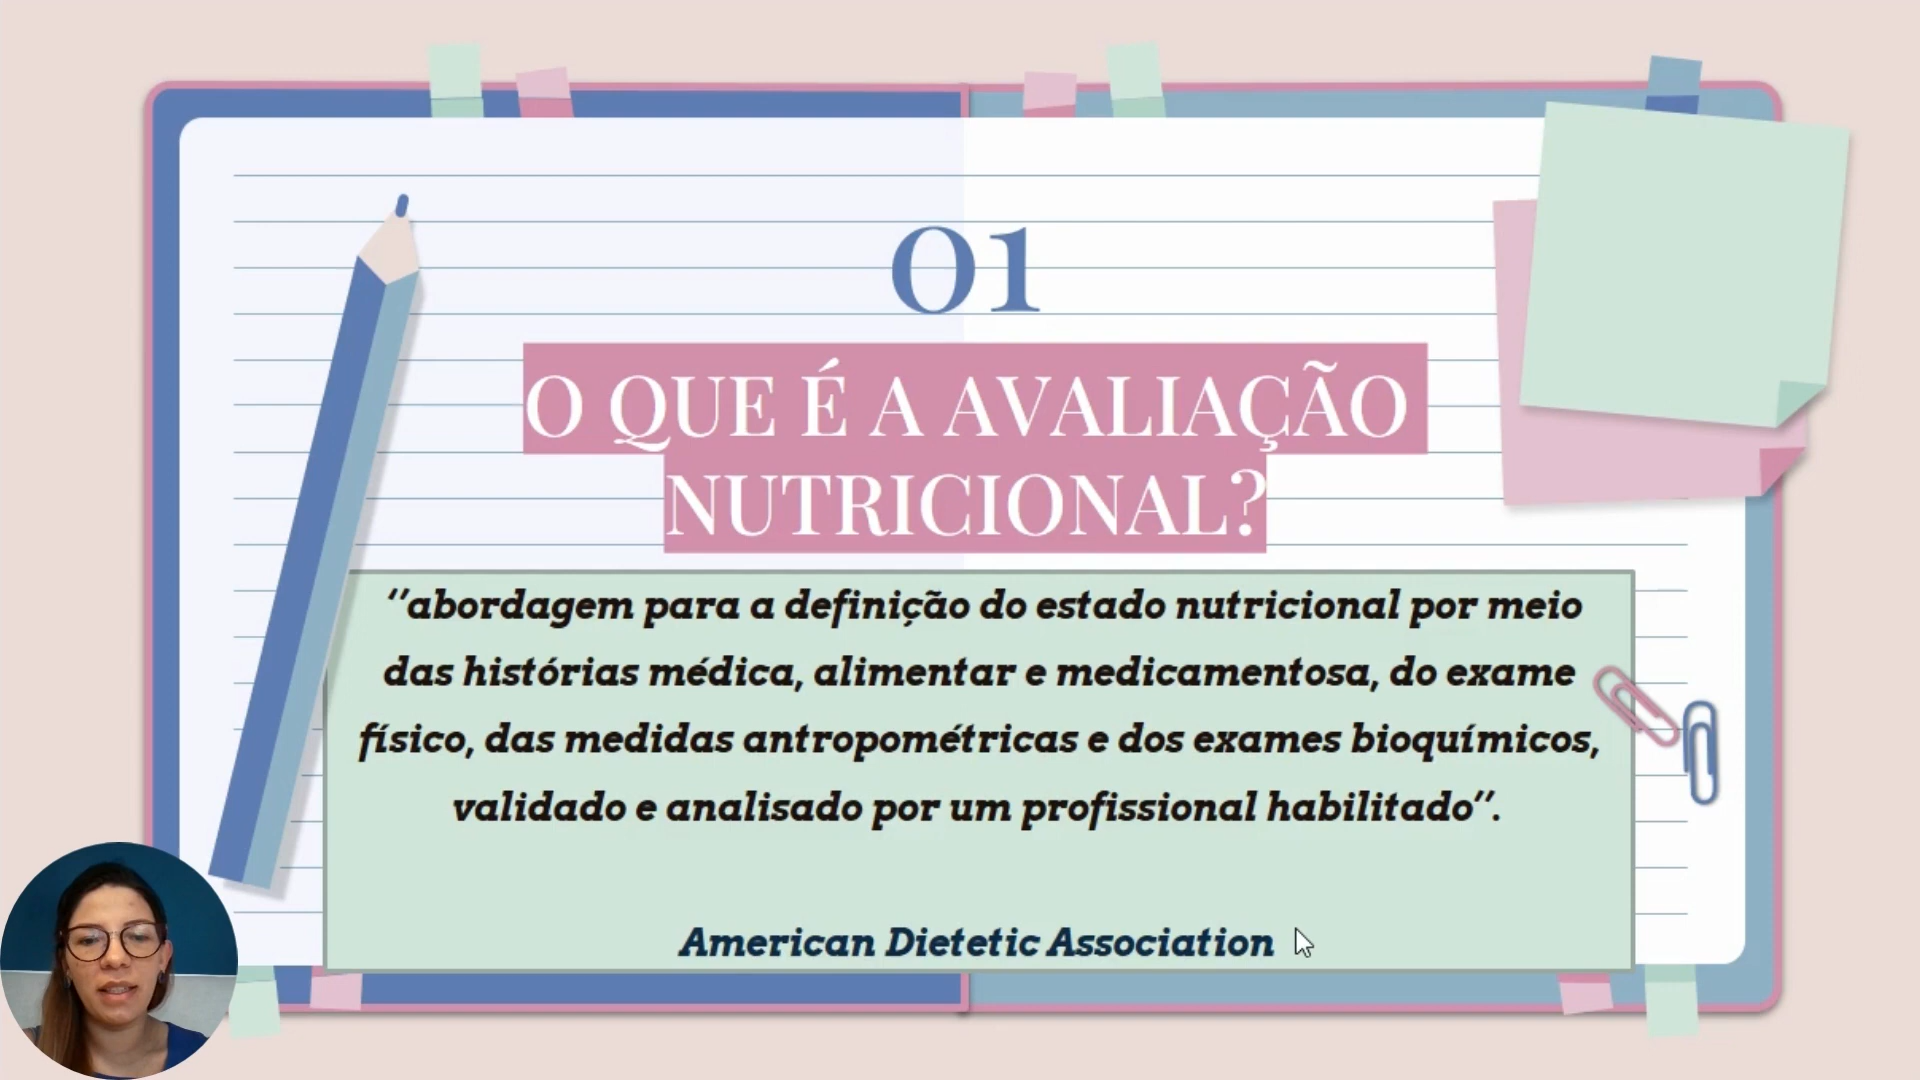 01
O QUE É A AVALIAÇÃO
NUTRICIONAL?
‘’abordagem para a definição do estado nutricional por meio
das histórias médica, alimentar e medicamentosa, do exame
físico, das medidas antropométricas e dos exames bioquímicos,
validado e analisado por um profissional habilitado’’.
American Dietetic Association